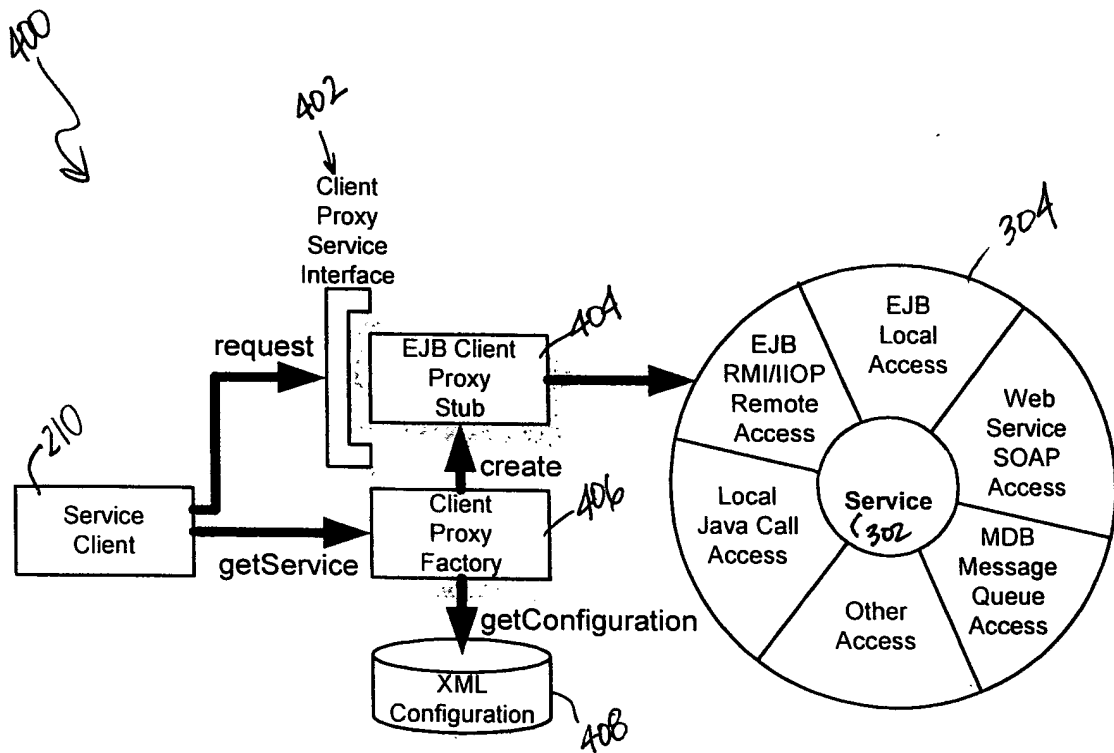 400
402
Client
Proxy
Service
Interface
304
request
404
EJB Client
Proxy
Stub
EJB
Local
Access
EJB
RMI/IIOP
Remote
Access
Web
Service
SOAP
Access
210
create
Service
Client
getService
Client
Proxy
Factory
406
Local
Java Call
Access
Service
302
MDB
Message
Queue
Access
Other
Access
getConfiguration
XML
Configuration
408